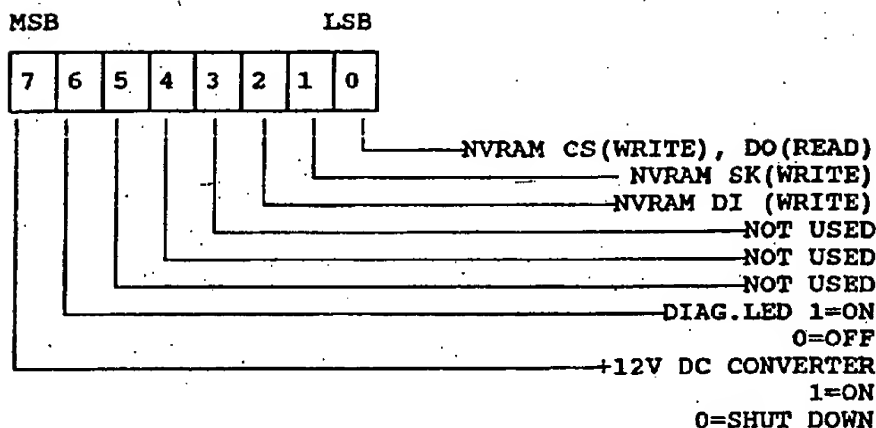 MSB LSB
7 6 5 4 3 2 1 0
NVRAM CS(WRITE), DO(READ)
NVRAM SK(WRITE)
NVRAM DI (WRITE)
NOT USED
NOT USED
NOT USED
DIAG.LED 1=ON
0=OFF
+12V DC CONVERTER
1=ON
0=SHUT DOWN